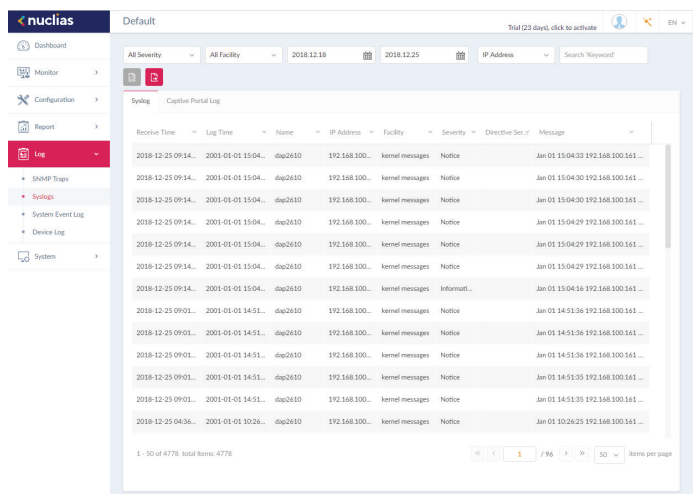 nuclias
Default
Trial (23 days), click to activate
EN
Dashboard
Monitor
Configuration
Report
Log
SNMP Traps
Syslogs
System Event Log
Device Log
System
All Severity All Facility 2018.12.18 2018.12.25 IP Address Search 'Keyword'
Syslog Captive Portal Log
Receive Time Log Time Name IP Address Facility Severity Directive Ser... Message
2018-12-25 09:14... 2001-01-01 15:04... dap2610 192.168.100... kernel messages Notice Jan 01 15:04:33 192.168.100.161 ...
2018-12-25 09:14... 2001-01-01 15:04... dap2610 192.168.100... kernel messages Notice Jan 01 15:04:30 192.168.100.161 ...
2018-12-25 09:14... 2001-01-01 15:04... dap2610 192.168.100... kernel messages Notice Jan 01 15:04:30 192.168.100.161 ...
2018-12-25 09:14... 2001-01-01 15:04... dap2610 192.168.100... kernel messages Notice Jan 01 15:04:29 192.168.100.161 ...
2018-12-25 09:14... 2001-01-01 15:04... dap2610 192.168.100... kernel messages Notice Jan 01 15:04:29 192.168.100.161 ...
2018-12-25 09:14... 2001-01-01 15:04... dap2610 192.168.100... kernel messages Notice Jan 01 15:04:29 192.168.100.161 ...
2018-12-25 09:14... 2001-01-01 15:04... dap2610 192.168.100... kernel messages Informati... Jan 01 15:04:16 192.168.100.161 ...
2018-12-25 09:01... 2001-01-01 14:51... dap2610 192.168.100... kernel messages Notice Jan 01 14:51:36 192.168.100.161 ...
2018-12-25 09:01... 2001-01-01 14:51... dap2610 192.168.100... kernel messages Notice Jan 01 14:51:36 192.168.100.161 ...
2018-12-25 09:01... 2001-01-01 14:51... dap2610 192.168.100... kernel messages Notice Jan 01 14:51:36 192.168.100.161 ...
2018-12-25 09:01... 2001-01-01 14:51... dap2610 192.168.100... kernel messages Notice Jan 01 14:51:35 192.168.100.161 ...
2018-12-25 09:01... 2001-01-01 14:51... dap2610 192.168.100... kernel messages Notice Jan 01 14:51:35 192.168.100.161 ...
2018-12-25 04:36... 2001-01-01 10:26... dap2610 192.168.100... kernel messages Notice Jan 01 10:26:25 192.168.100.161 ...
1 - 50 of 4778 total items: 4778 1 / 96 50 items per page